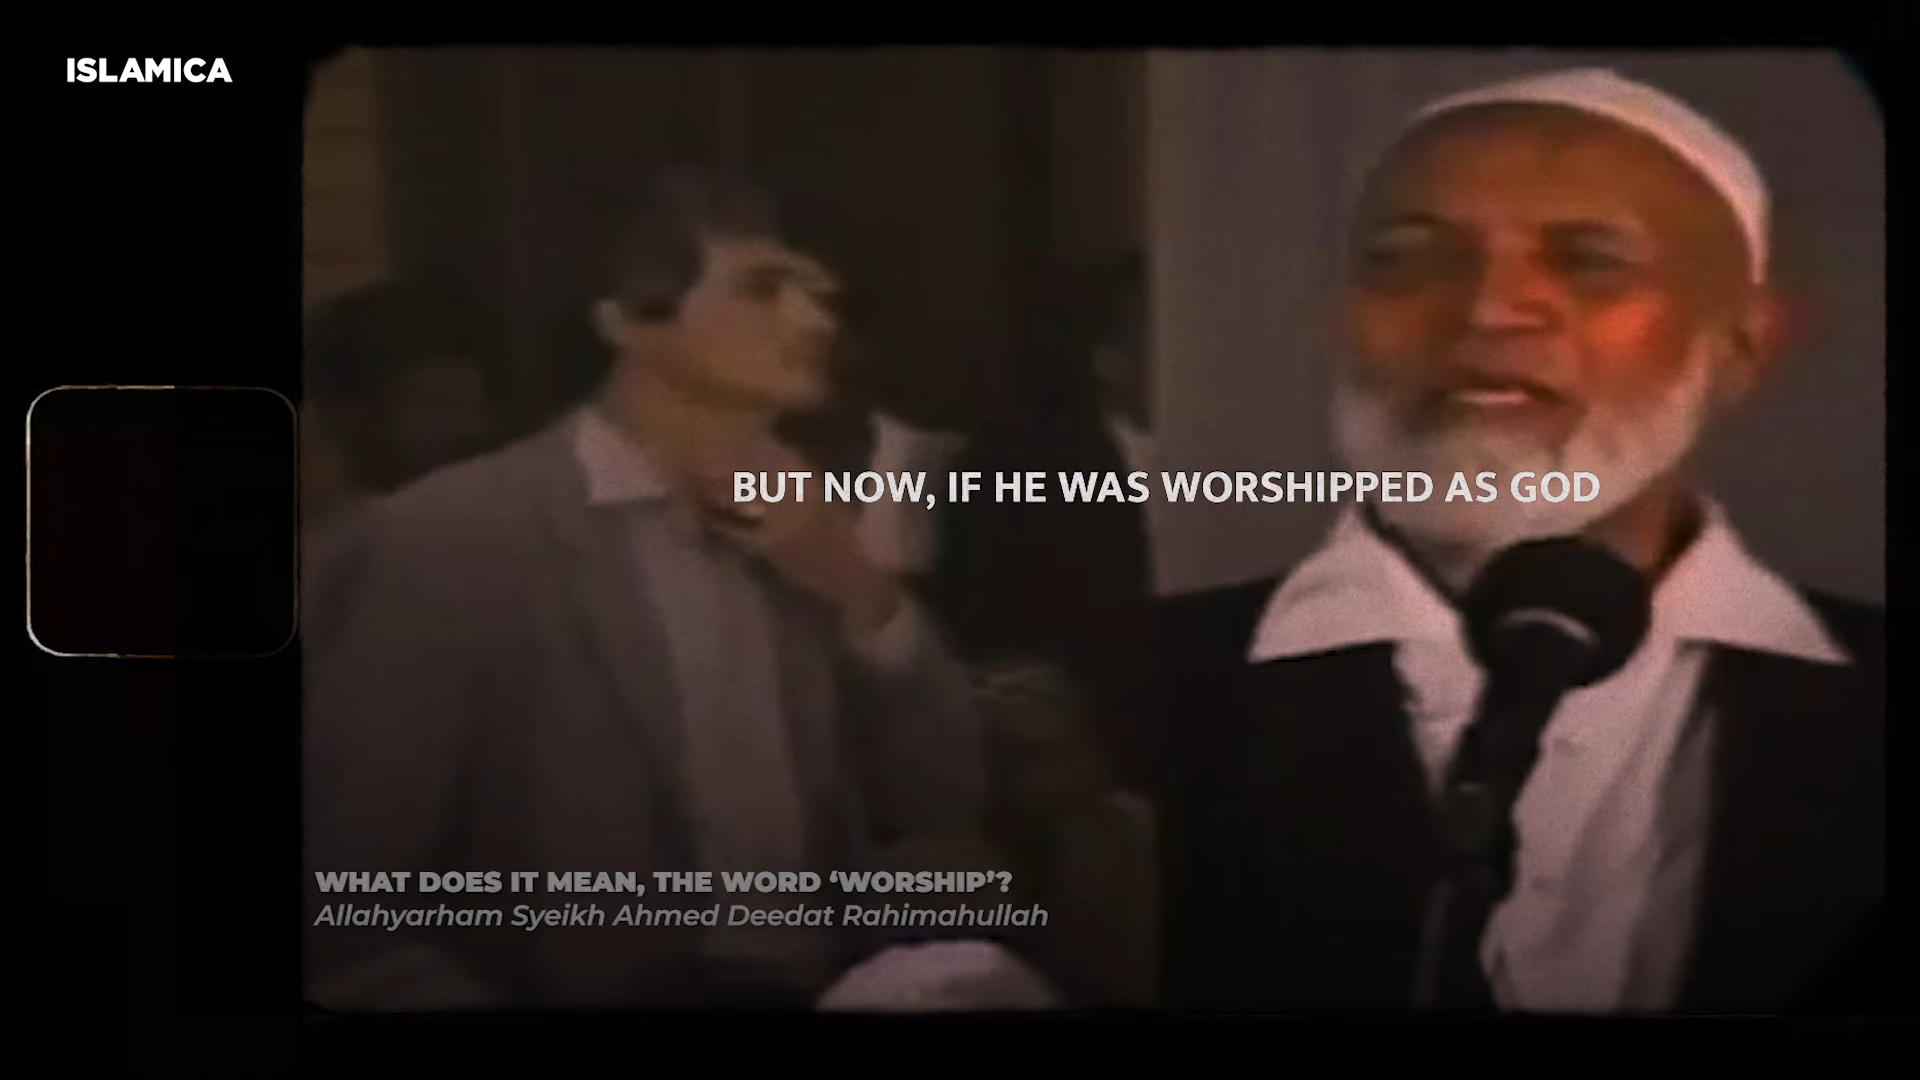 ISLAMICA
BUT NOW, IF HE WAS WORSHIPPED AS GOD
WHAT DOES IT MEAN, THE WORD ‘WORSHIP’?
Allahyarham Syeikh Ahmed Deedat Rahimahullah